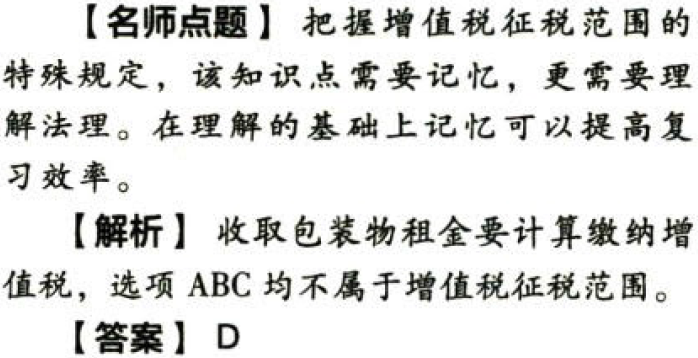 【名师点题】 把握增值税征税范围的
特殊规定，该知识点需要记忆，更需要理
解法理。在理解的基础上记忆可以提高复
习效率。
【解析】 收取包装物租金要计算缴纳增
值税，选项 ABC 均不属于增值税征税范围。
【答案】 D